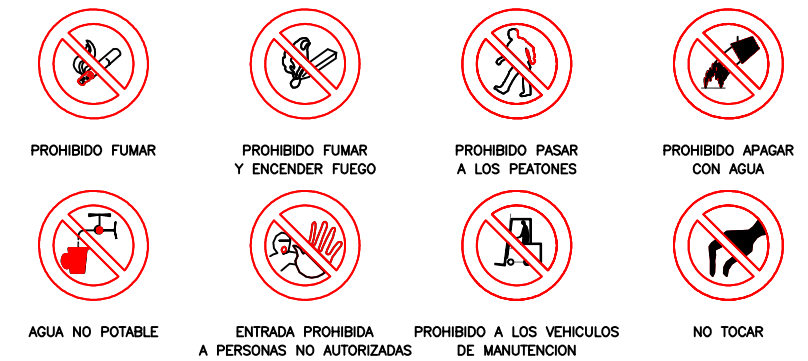 PROHIBIDO FUMAR
PROHIBIDO FUMAR
Y ENCENDER FUEGO
PROHIBIDO PASAR
A LOS PEATONES
PROHIBIDO APAGAR
CON AGUA
AGUA NO POTABLE
ENTRADA PROHIBIDA
A PERSONAS NO AUTORIZADAS
PROHIBIDO A LOS VEHICULOS
DE MANUTENCION
NO TOCAR